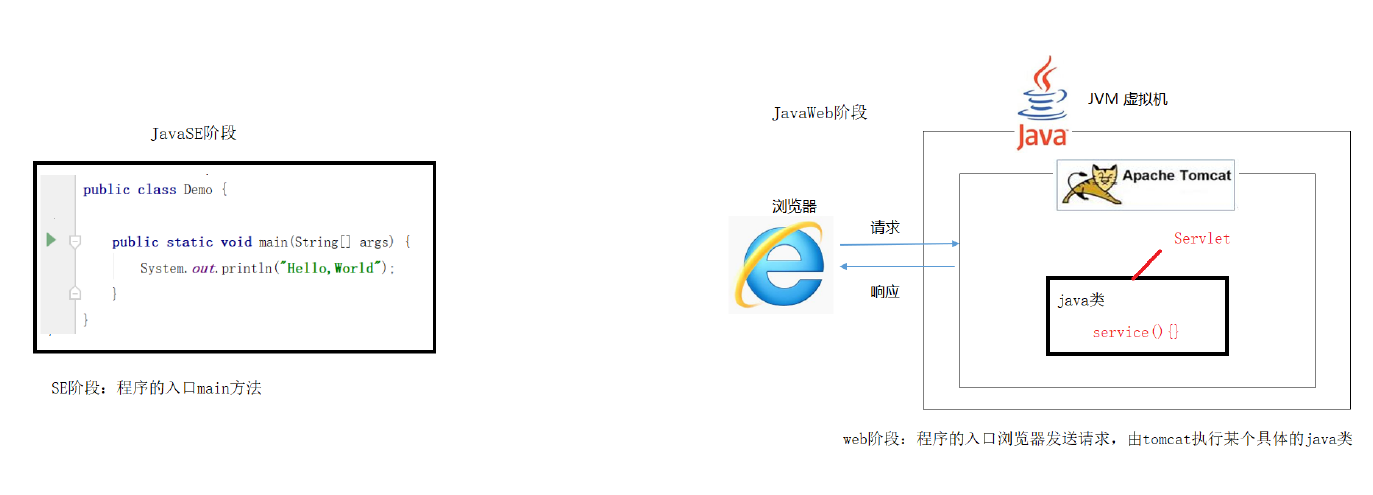 JavaSE阶段
public class Demo {
public static void main(String[] args) {
System.out.println("Hello,World");
}
}
SE阶段：程序的入口main方法
JavaWeb阶段
Java
JVM 虚拟机
Apache Tomcat
浏览器
请求
响应
Servlet
java类
service(){}
web阶段：程序的入口浏览器发送请求，由tomcat执行某个具体的java类